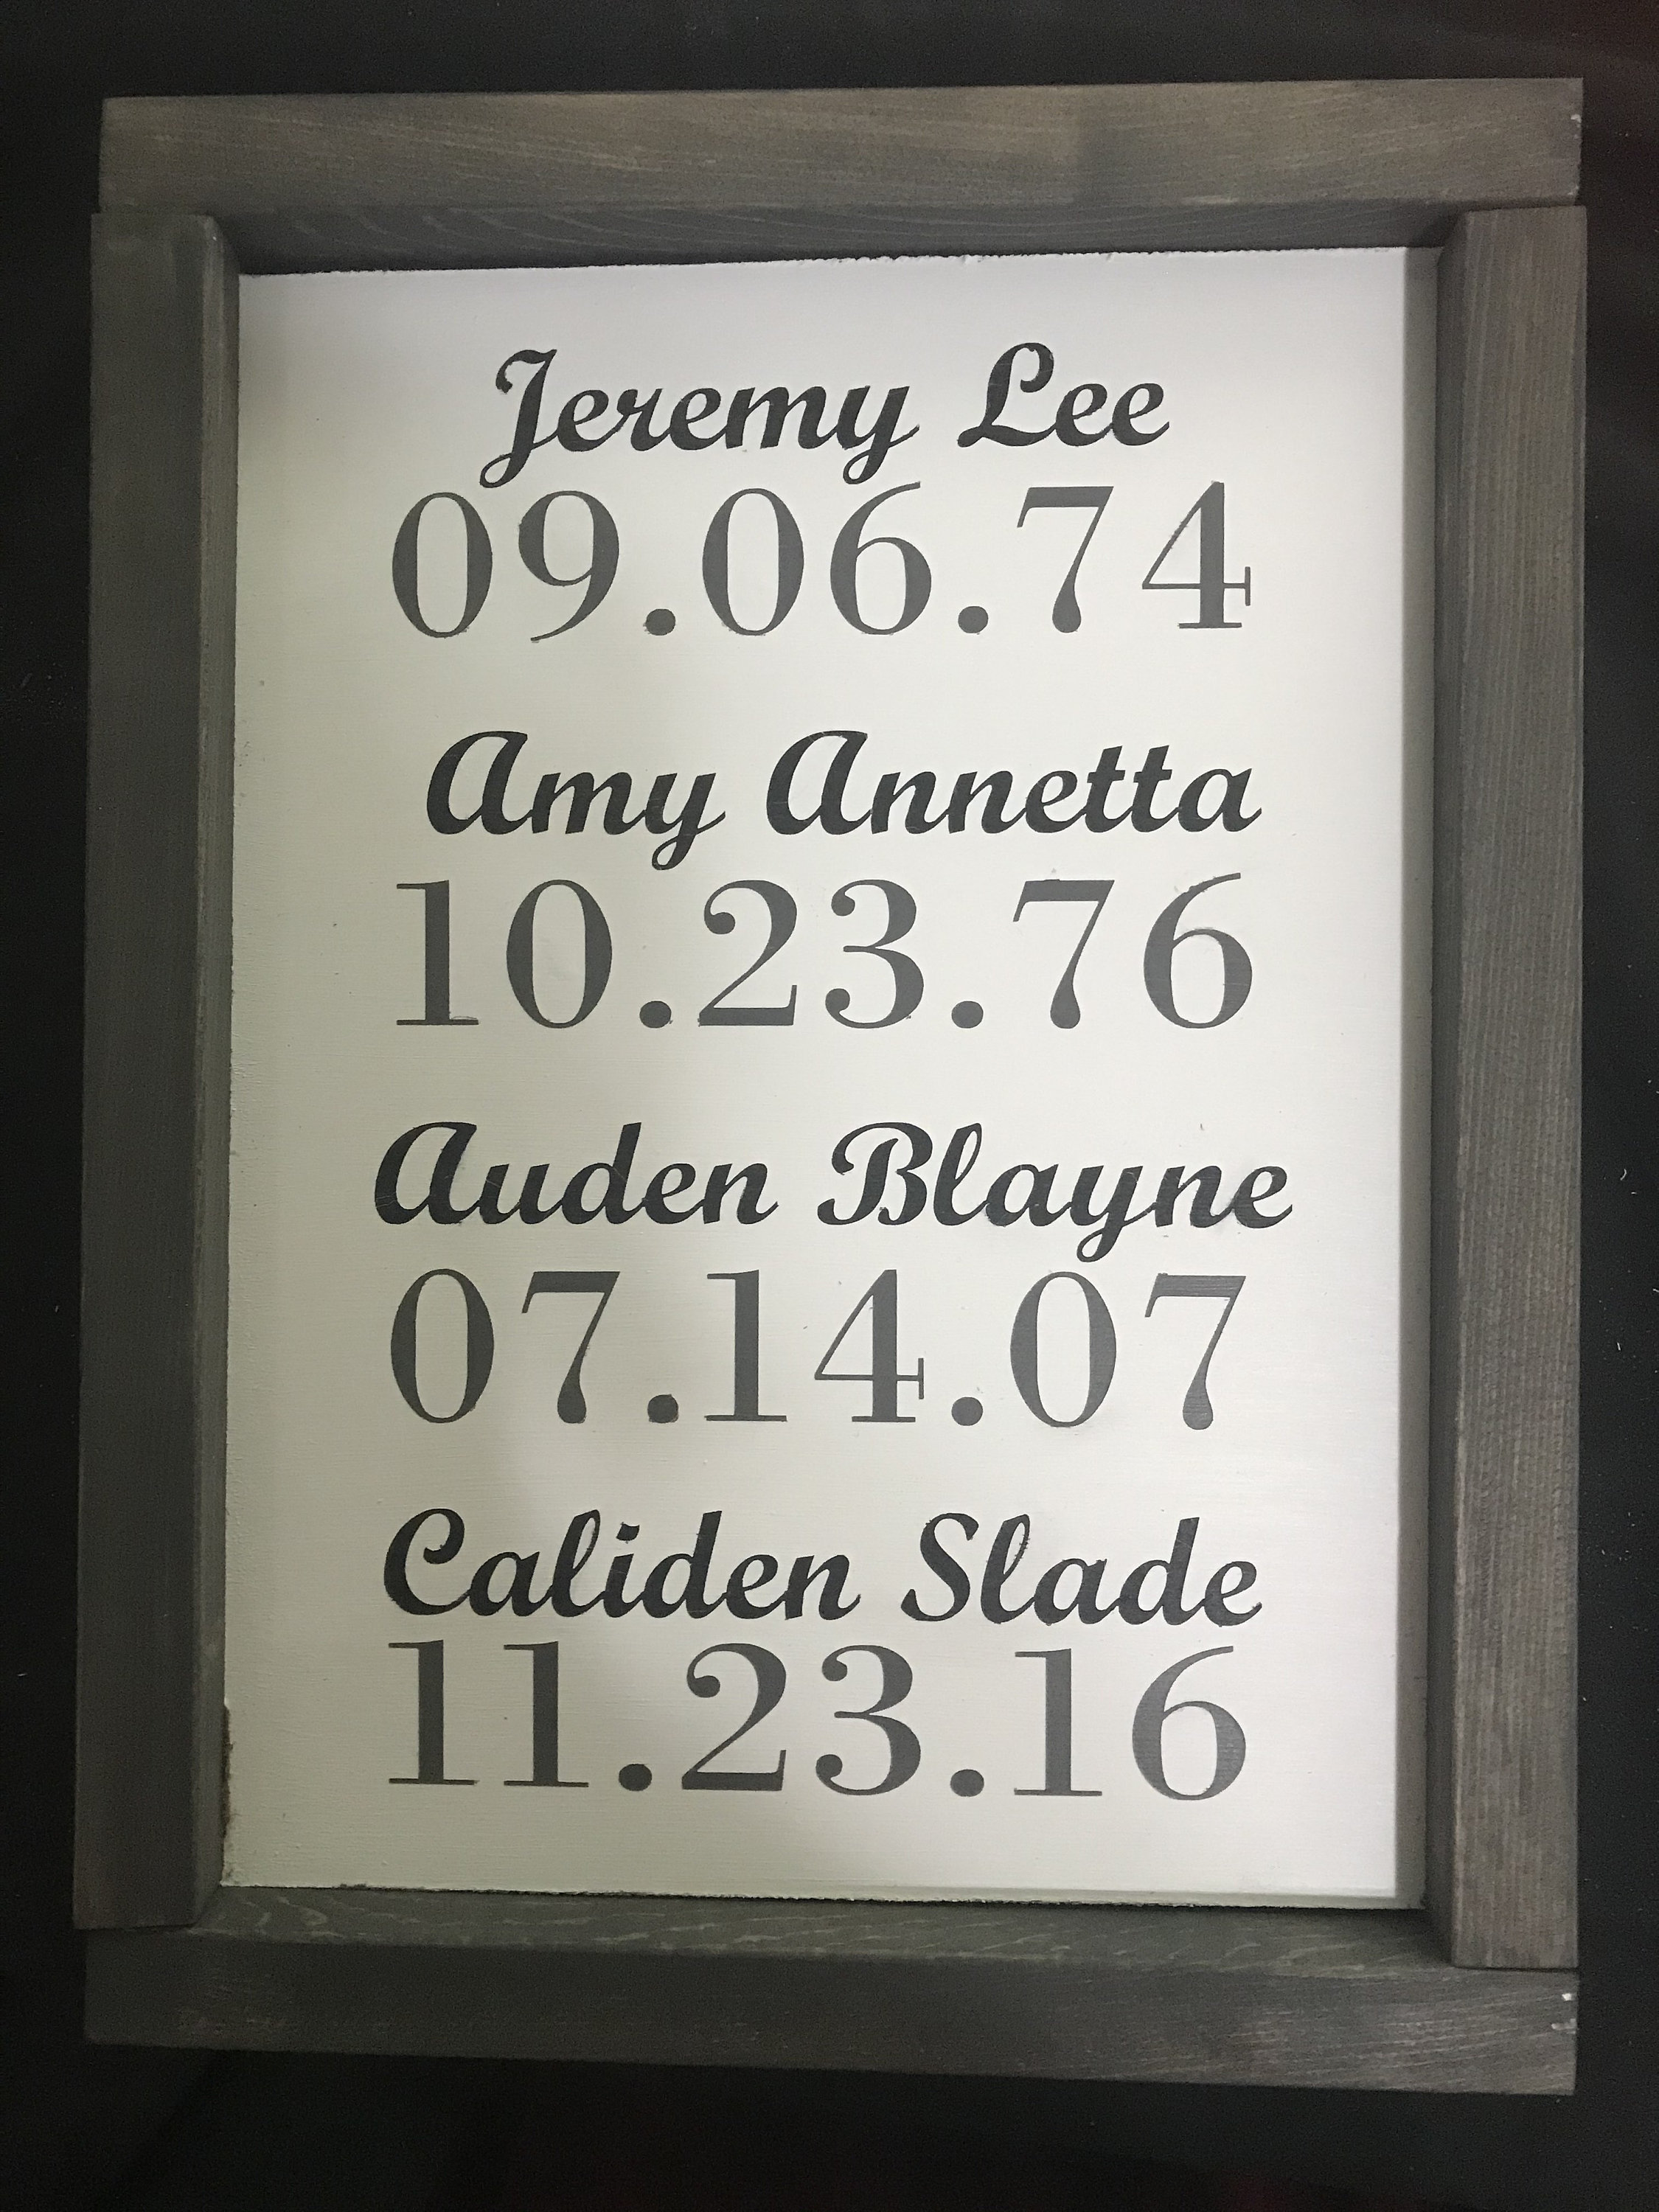 Jeremy Lee
09.06.74
Amy Annetta
10.23.76
Auden Blayne
07.14.07
Caliden Slade
11.23.16